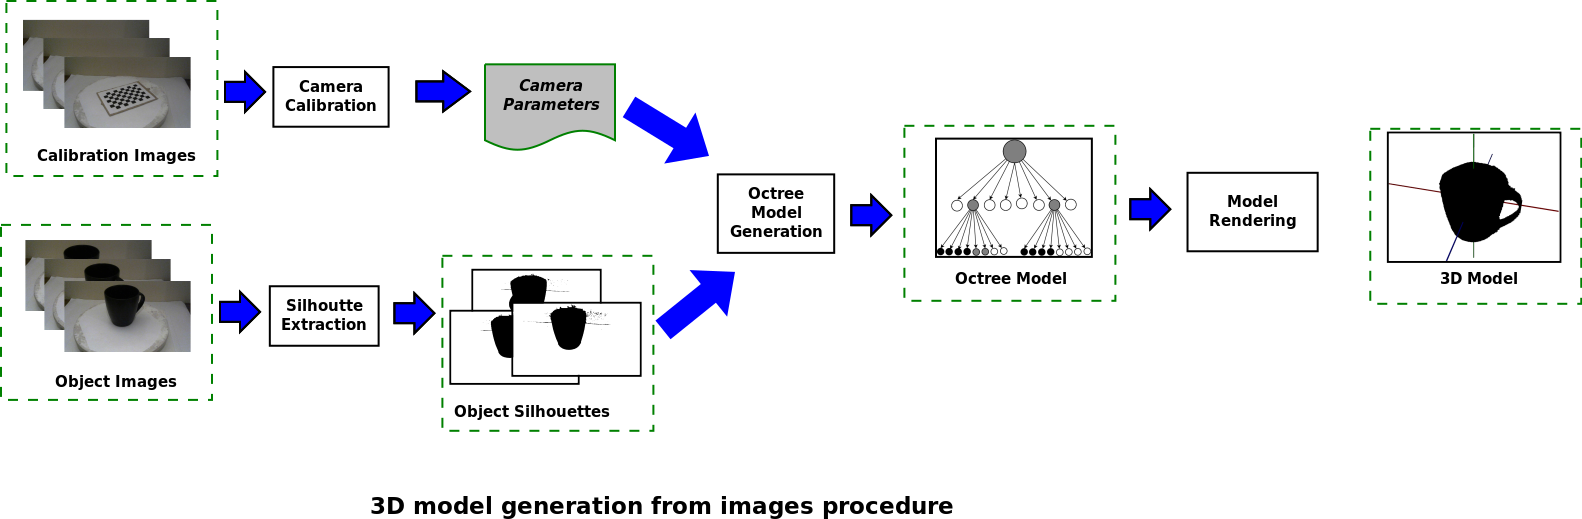 Calibration Images
Camera
Calibration
Camera
Parameters
Object Images
Silhoutte
Extraction
Object Silhouettes
Octree
Model
Generation
Octree Model
Model
Rendering
3D Model
3D model generation from images procedure